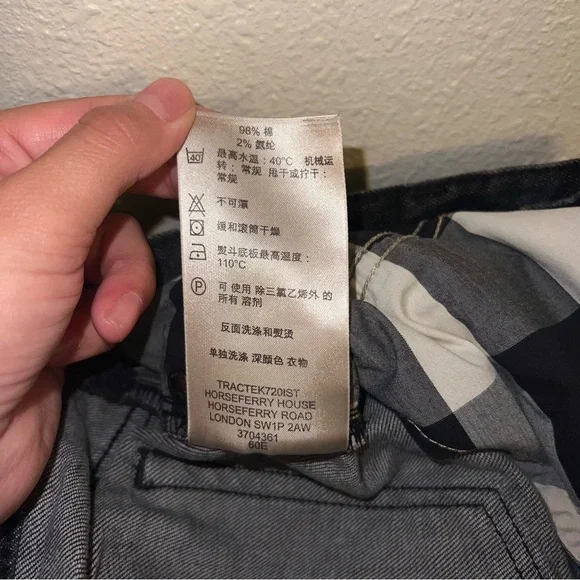 98% 棉
2% 氨纶
40
最高水温：40°C 机械运
转：常规 甩干或拧干：
常规
不可漂
缓和滚筒干燥
熨斗底板最高温度：
110°C
P
可 使用 除三氯乙烯外 的
所有 溶剂
反面洗涤和熨烫
单独洗涤 深颜色 衣物
TRACTEK720IST
HORSEFERRY HOUSE
HORSEFERRY ROAD
LONDON SW1P 2AW
3704361
60E